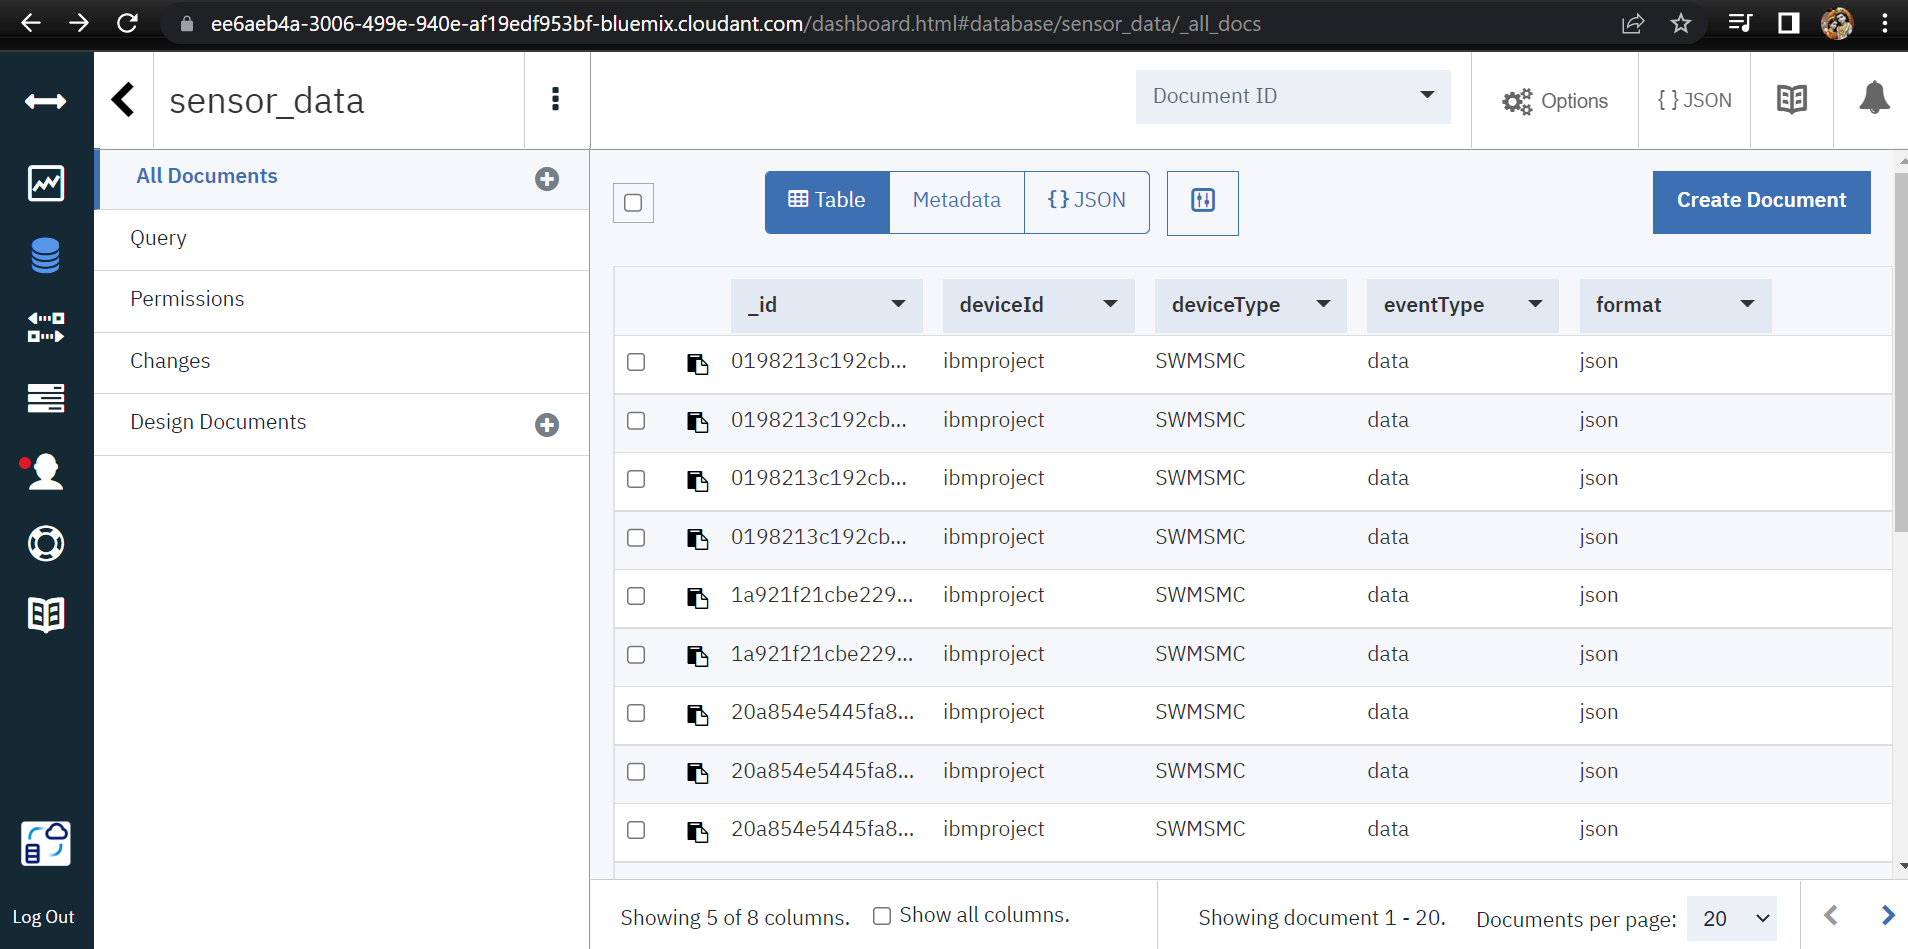 ee6aeb4a-3006-499e-940e-af19edf953bf-bluemix.cloudant.com/dashboard.html#database/sensor_data/_all_docs
sensor_data
Document ID
Options
{ } JSON
All Documents
Query
Permissions
Changes
Design Documents
Log Out
Table
Metadata
{ } JSON
Create Document
_id deviceId deviceType eventType format
0198213c192cb... ibmproject SWMSMC data json
0198213c192cb... ibmproject SWMSMC data json
0198213c192cb... ibmproject SWMSMC data json
0198213c192cb... ibmproject SWMSMC data json
1a921f21cbe229... ibmproject SWMSMC data json
1a921f21cbe229... ibmproject SWMSMC data json
20a854e5445fa8... ibmproject SWMSMC data json
20a854e5445fa8... ibmproject SWMSMC data json
20a854e5445fa8... ibmproject SWMSMC data json
Showing 5 of 8 columns. Show all columns. Showing document 1 - 20. Documents per page: 20